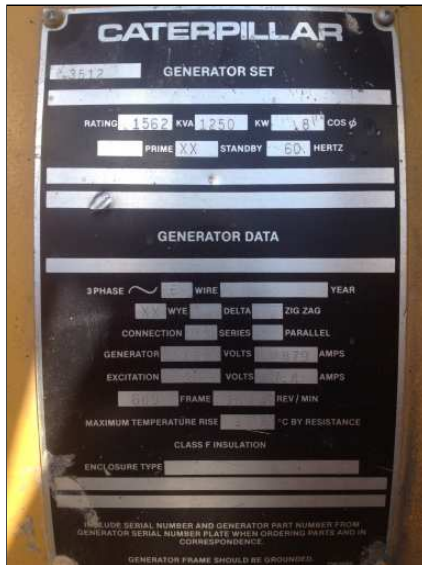 CATERPILLAR
3512 GENERATOR SET
RATING 1562 KVA 1250 KW .8 COS ϕ
PRIME XX STANDBY 60 HERTZ
GENERATOR DATA
3 PHASE ~ WIRE YEAR
XX WYE DELTA ZIG ZAG
CONNECTION SERIES PARALLEL
GENERATOR VOLTS AMPS
EXCITATION VOLTS AMPS
FRAME REV / MIN
MAXIMUM TEMPERATURE RISE °C BY RESISTANCE
CLASS F INSULATION
ENCLOSURE TYPE
INCLUDE SERIAL NUMBER AND GENERATOR PART NUMBER FROM
GENERATOR SERIAL NUMBER PLATE WHEN ORDERING PARTS AND IN
CORRESPONDENCE.
GENERATOR FRAME SHOULD BE GROUNDED.